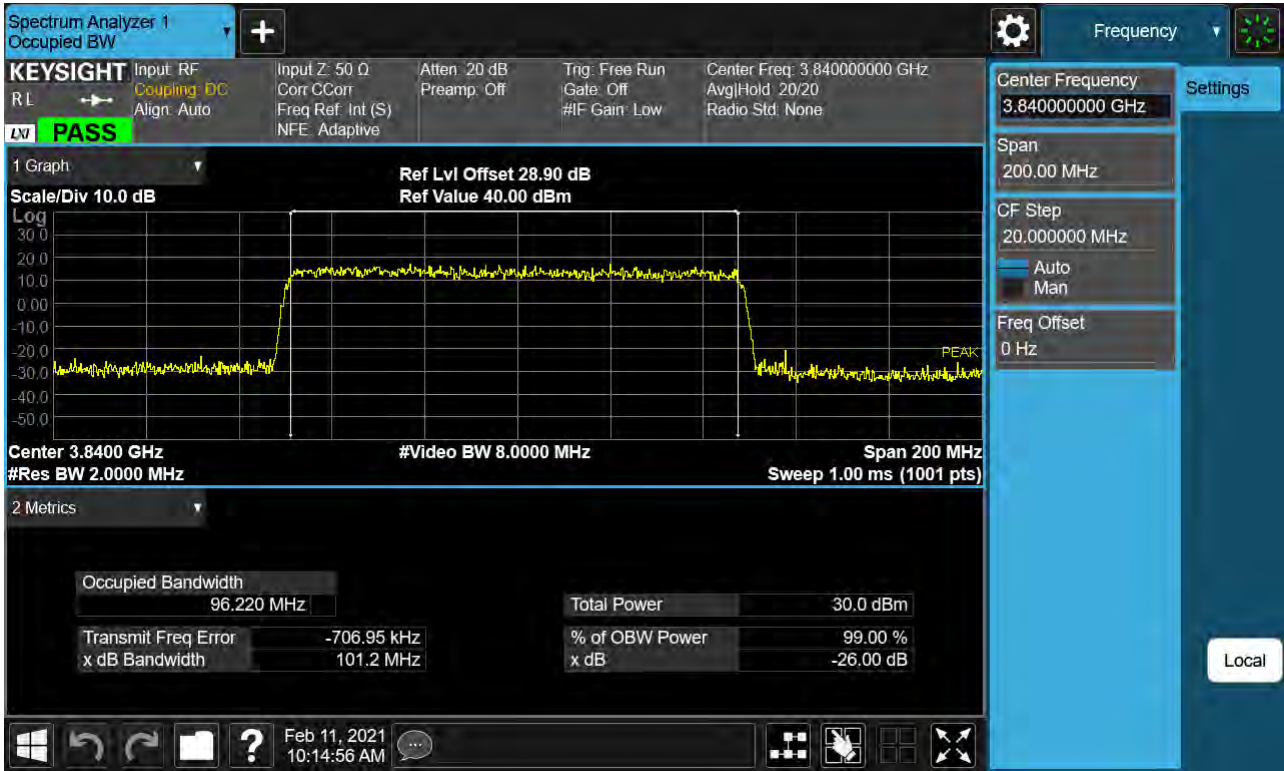 Spectrum Analyzer 1
Occupied BW
+
Frequency
KEYSIGHT
RL
LXI
PASS
Input: RF
Coupling: DC
Align: Auto
Input Z: 50 Ω
Corr CCorr
Freq Ref: Int (S)
NFE: Adaptive
Atten: 20 dB
Preamp: Off
Trig: Free Run
Gate: Off
#IF Gain: Low
Center Freq: 3.840000000 GHz
Avg|Hold: 20/20
Radio Std: None
Center Frequency
3.840000000 GHz
Settings
Span
200.00 MHz
CF Step
20.000000 MHz
Auto
Man
Freq Offset
0 Hz
1 Graph
Scale/Div 10.0 dB
Ref Lvl Offset 28.90 dB
Ref Value 40.00 dBm
Log
30.0
20.0
10.0
0.00
-10.0
-20.0
-30.0
-40.0
-50.0
PEAK
Center 3.8400 GHz
#Video BW 8.0000 MHz
Span 200 MHz
#Res BW 2.0000 MHz
Sweep 1.00 ms (1001 pts)
2 Metrics
Occupied Bandwidth
96.220 MHz
Total Power 30.0 dBm
Transmit Freq Error -706.95 kHz
% of OBW Power 99.00 %
x dB Bandwidth 101.2 MHz
x dB -26.00 dB
Local
?
Feb 11, 2021
10:14:56 AM